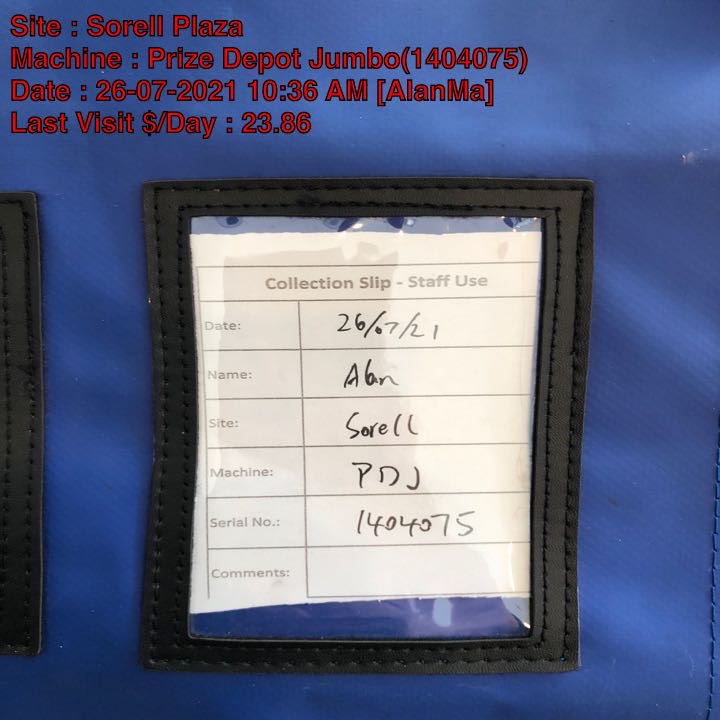 Site : Sorell Plaza
Machine : Prize Depot Jumbo(1404075)
Date : 26-07-2021 10:36 AM [AlanMa]
Last Visit $/Day : 23.86
Collection Slip - Staff Use
Date: 26/07/21
Name: Alan
Site: Sorell
Machine: PDJ
Serial No.: 1404075
Comments: